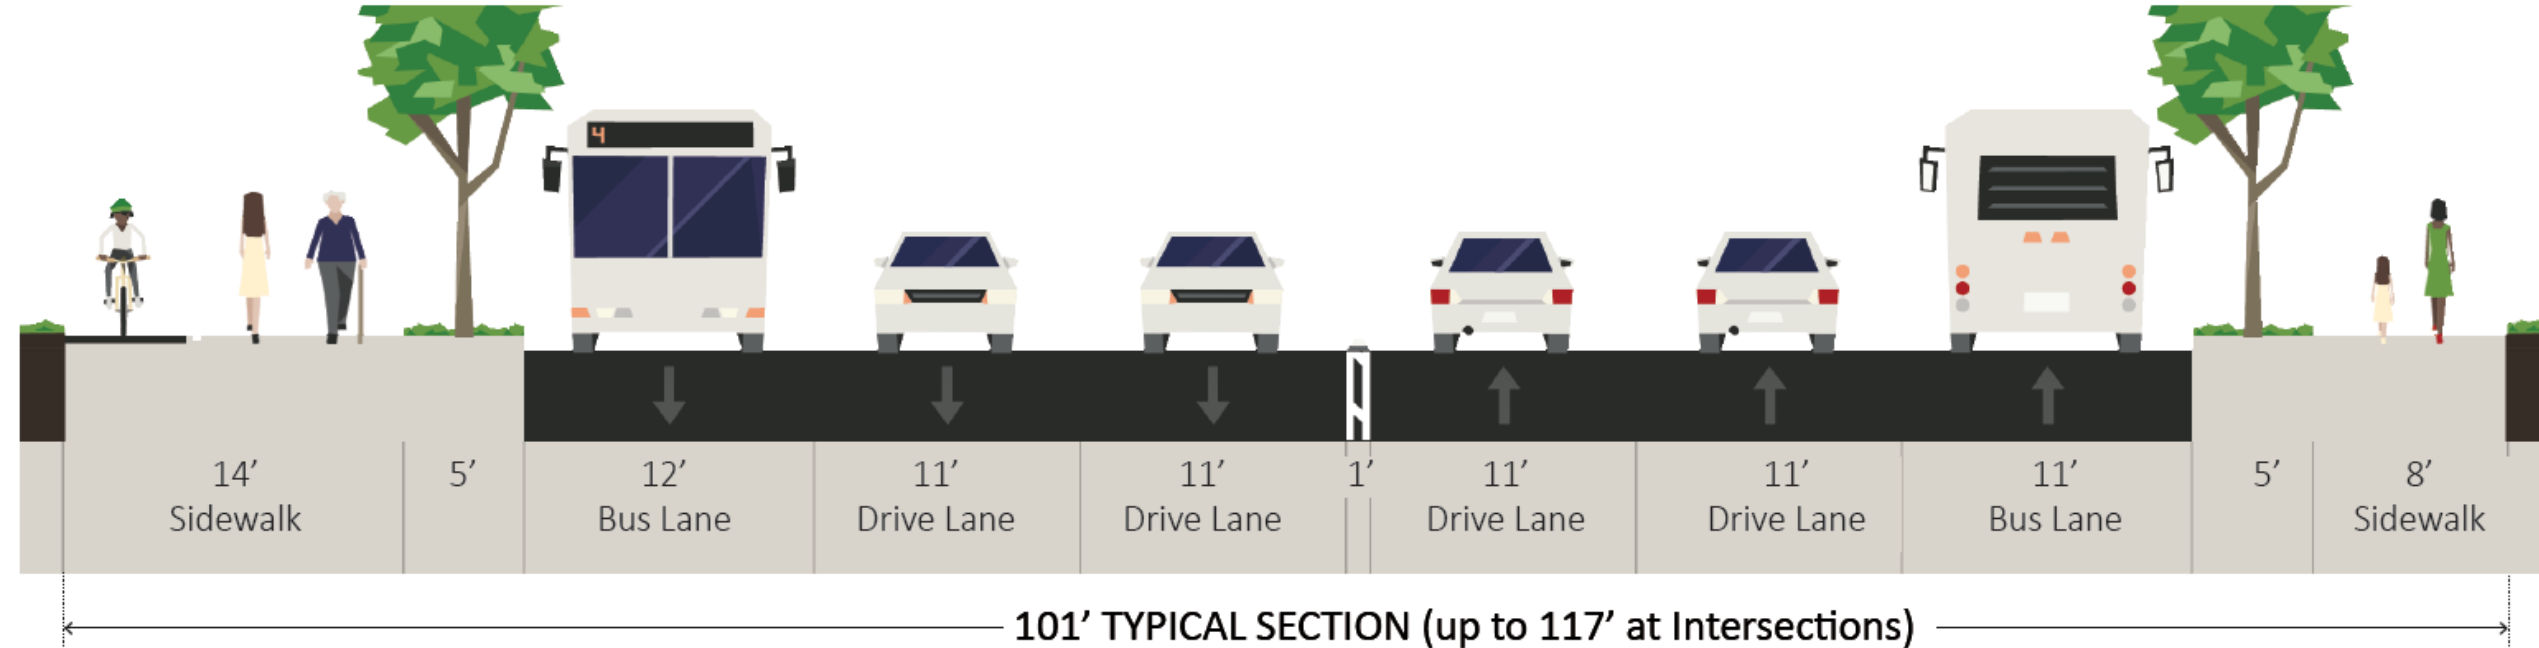 4
14’ 5’ 12’ 11’ 11’ 1’ 11’ 11’ 11’ 5’ 8’
Sidewalk Bus Lane Drive Lane Drive Lane Drive Lane Drive Lane Bus Lane Sidewalk
101’ TYPICAL SECTION (up to 117’ at Intersections)